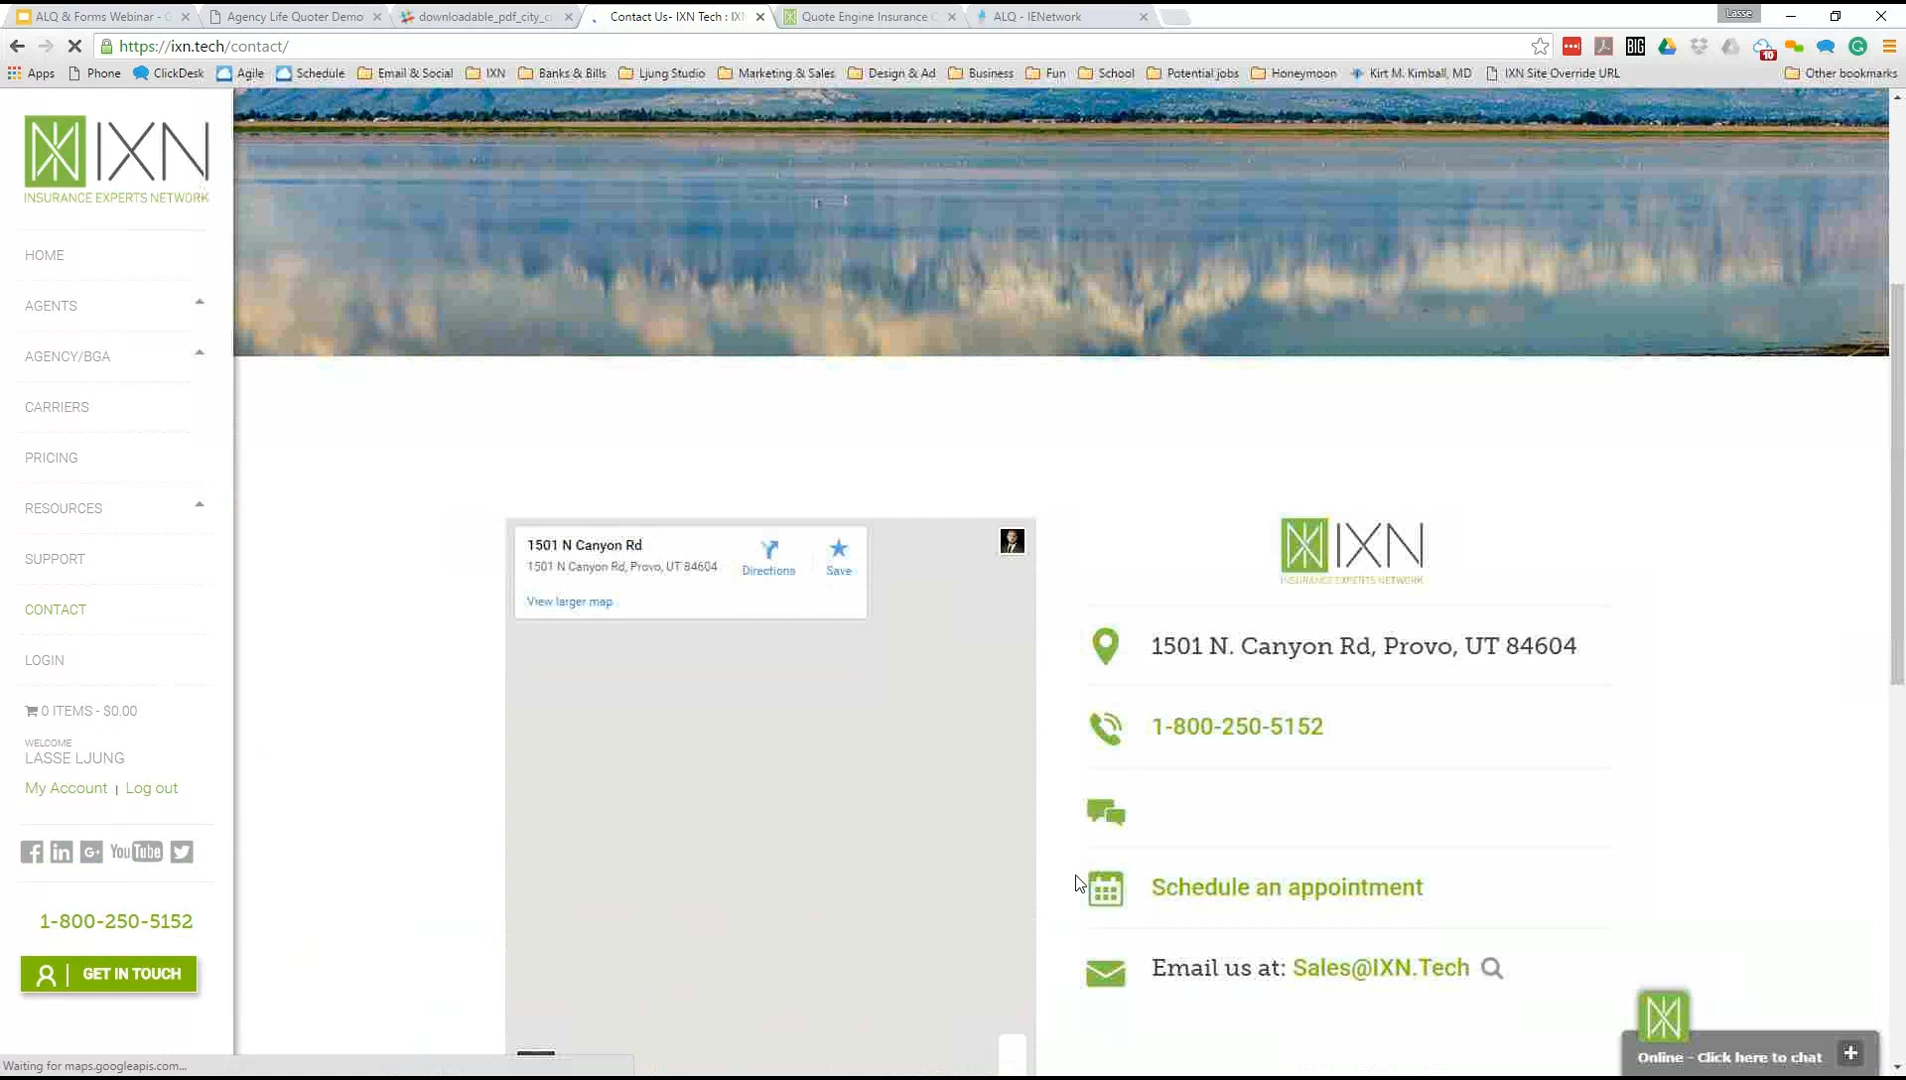 ALQ & Forms Webinar - G
Agency Life Quoter Demo
downloadable_pdf_city_c
Contact Us- IXN Tech : IX
Quote Engine Insurance C
ALQ - IENetwork
Lasse
https://ixn.tech/contact/
BIG
10
Apps
Phone
ClickDesk
Agile
Schedule
Email & Social
IXN
Banks & Bills
Ljung Studio
Marketing & Sales
Design & Ad
Business
Fun
School
Potential jobs
Honeymoon
Kirt M. Kimball, MD
IXN Site Override URL
Other bookmarks
IXN
INSURANCE EXPERTS NETWORK
HOME
AGENTS
AGENCY/BGA
CARRIERS
PRICING
RESOURCES
SUPPORT
CONTACT
LOGIN
0 ITEMS - $0.00
WELCOME
LASSE LJUNG
My Account | Log out
YouTube
1-800-250-5152
GET IN TOUCH
Waiting for maps.googleapis.com...
1501 N Canyon Rd
1501 N Canyon Rd, Provo, UT 84604
Directions
Save
View larger map
IXN
INSURANCE EXPERTS NETWORK
1501 N. Canyon Rd, Provo, UT 84604
1-800-250-5152
Schedule an appointment
Email us at: Sales@IXN.Tech
Online - Click here to chat